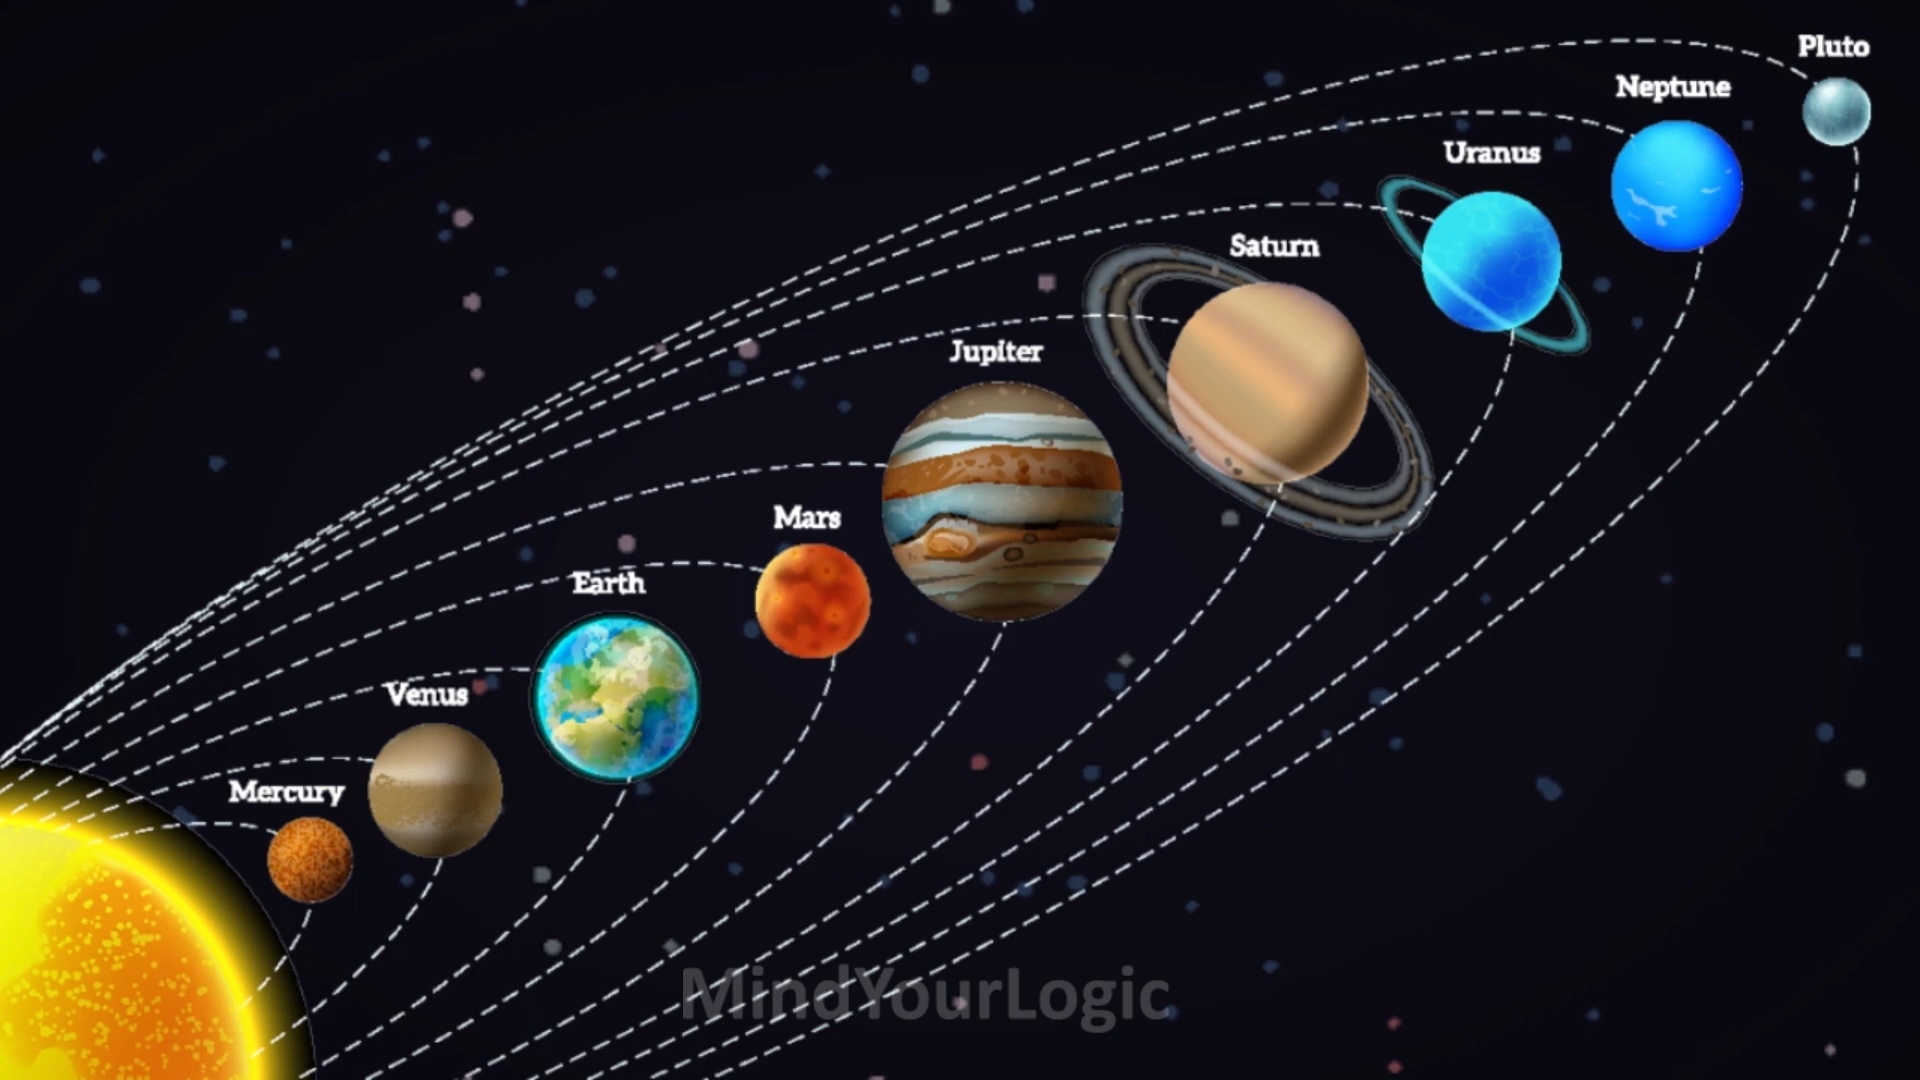 Pluto
Neptune
Uranus
Saturn
Jupiter
Mars
Earth
Venus
Mercury
MindYourLogic